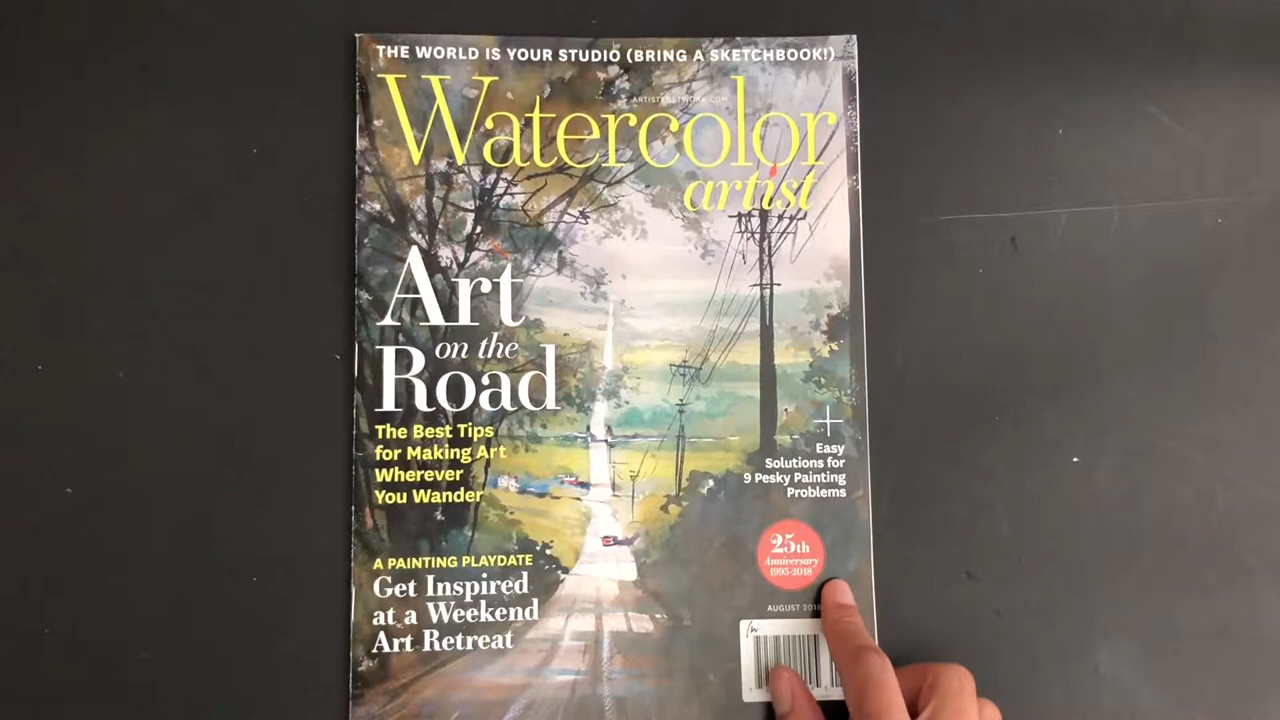 THE WORLD IS YOUR STUDIO (BRING A SKETCHBOOK!)
ARTISTSNETWORK.COM
Watercolor
artist
Art
on the
Road
The Best Tips
for Making Art
Wherever
You Wander
Easy
Solutions for
9 Pesky Painting
Problems
25th
Anniversary
1993-2018
A PAINTING PLAYDATE
Get Inspired
at a Weekend
Art Retreat
AUGUST 2018